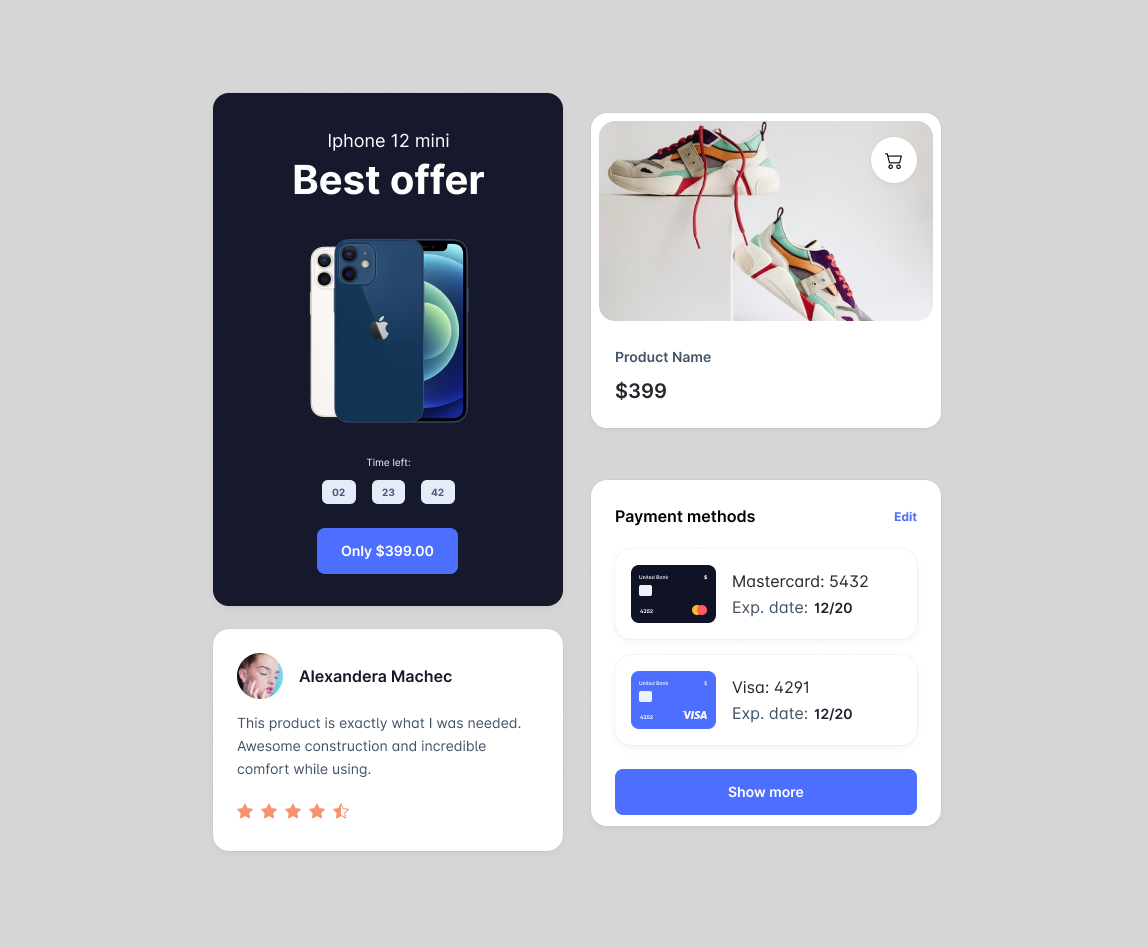 Iphone 12 mini
Best offer
Time left:
02 23 42
Only $399.00
Alexandera Machec
This product is exactly what I was needed.
Awesome construction and incredible
comfort while using.
Product Name
$399
Payment methods
Edit
United Bank $
4352
Mastercard: 5432
Exp. date: 12/20
United Bank $
4352 VISA
Visa: 4291
Exp. date: 12/20
Show more